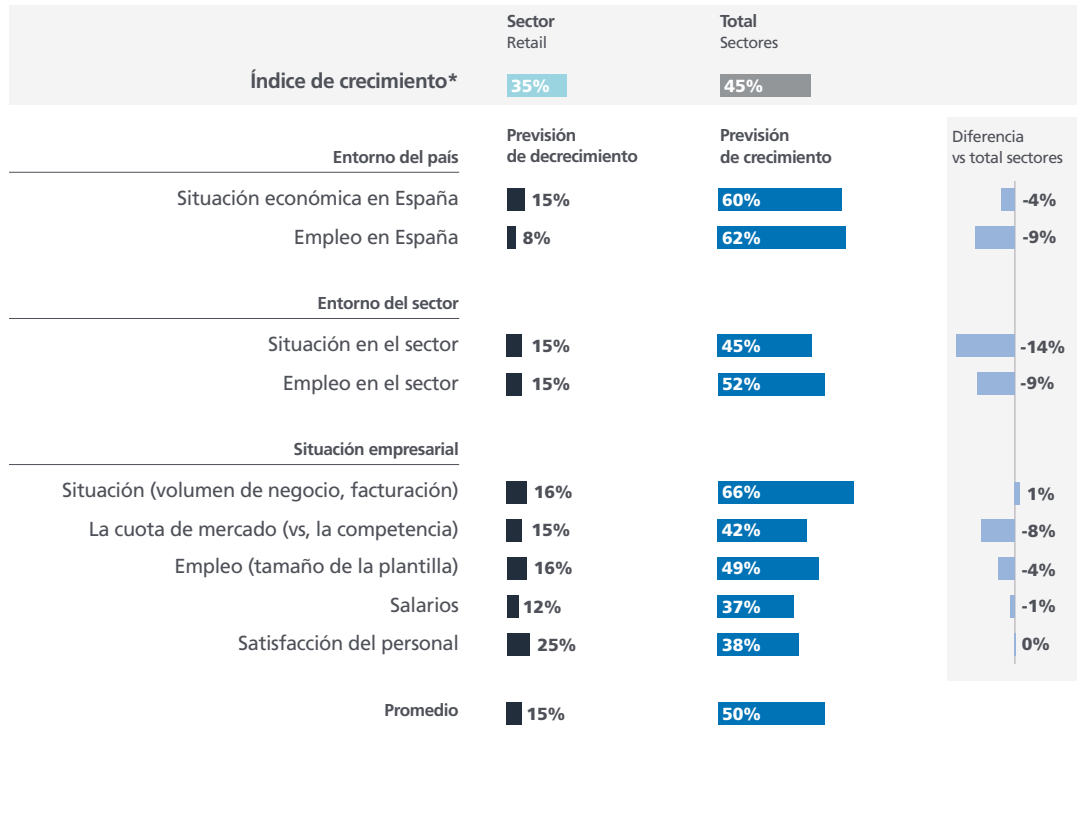 Sector
Retail
Total
Sectores
Índice de crecimiento*
35%
45%
Entorno del país
Previsión
de decrecimiento
Previsión
de crecimiento
Diferencia
vs total sectores
Situación económica en España 15% 60% -4%
Empleo en España 8% 62% -9%
Entorno del sector
Situación en el sector 15% 45% -14%
Empleo en el sector 15% 52% -9%
Situación empresarial
Situación (volumen de negocio, facturación) 16% 66% 1%
La cuota de mercado (vs, la competencia) 15% 42% -8%
Empleo (tamaño de la plantilla) 16% 49% -4%
Salarios 12% 37% -1%
Satisfacción del personal 25% 38% 0%
Promedio 15% 50%